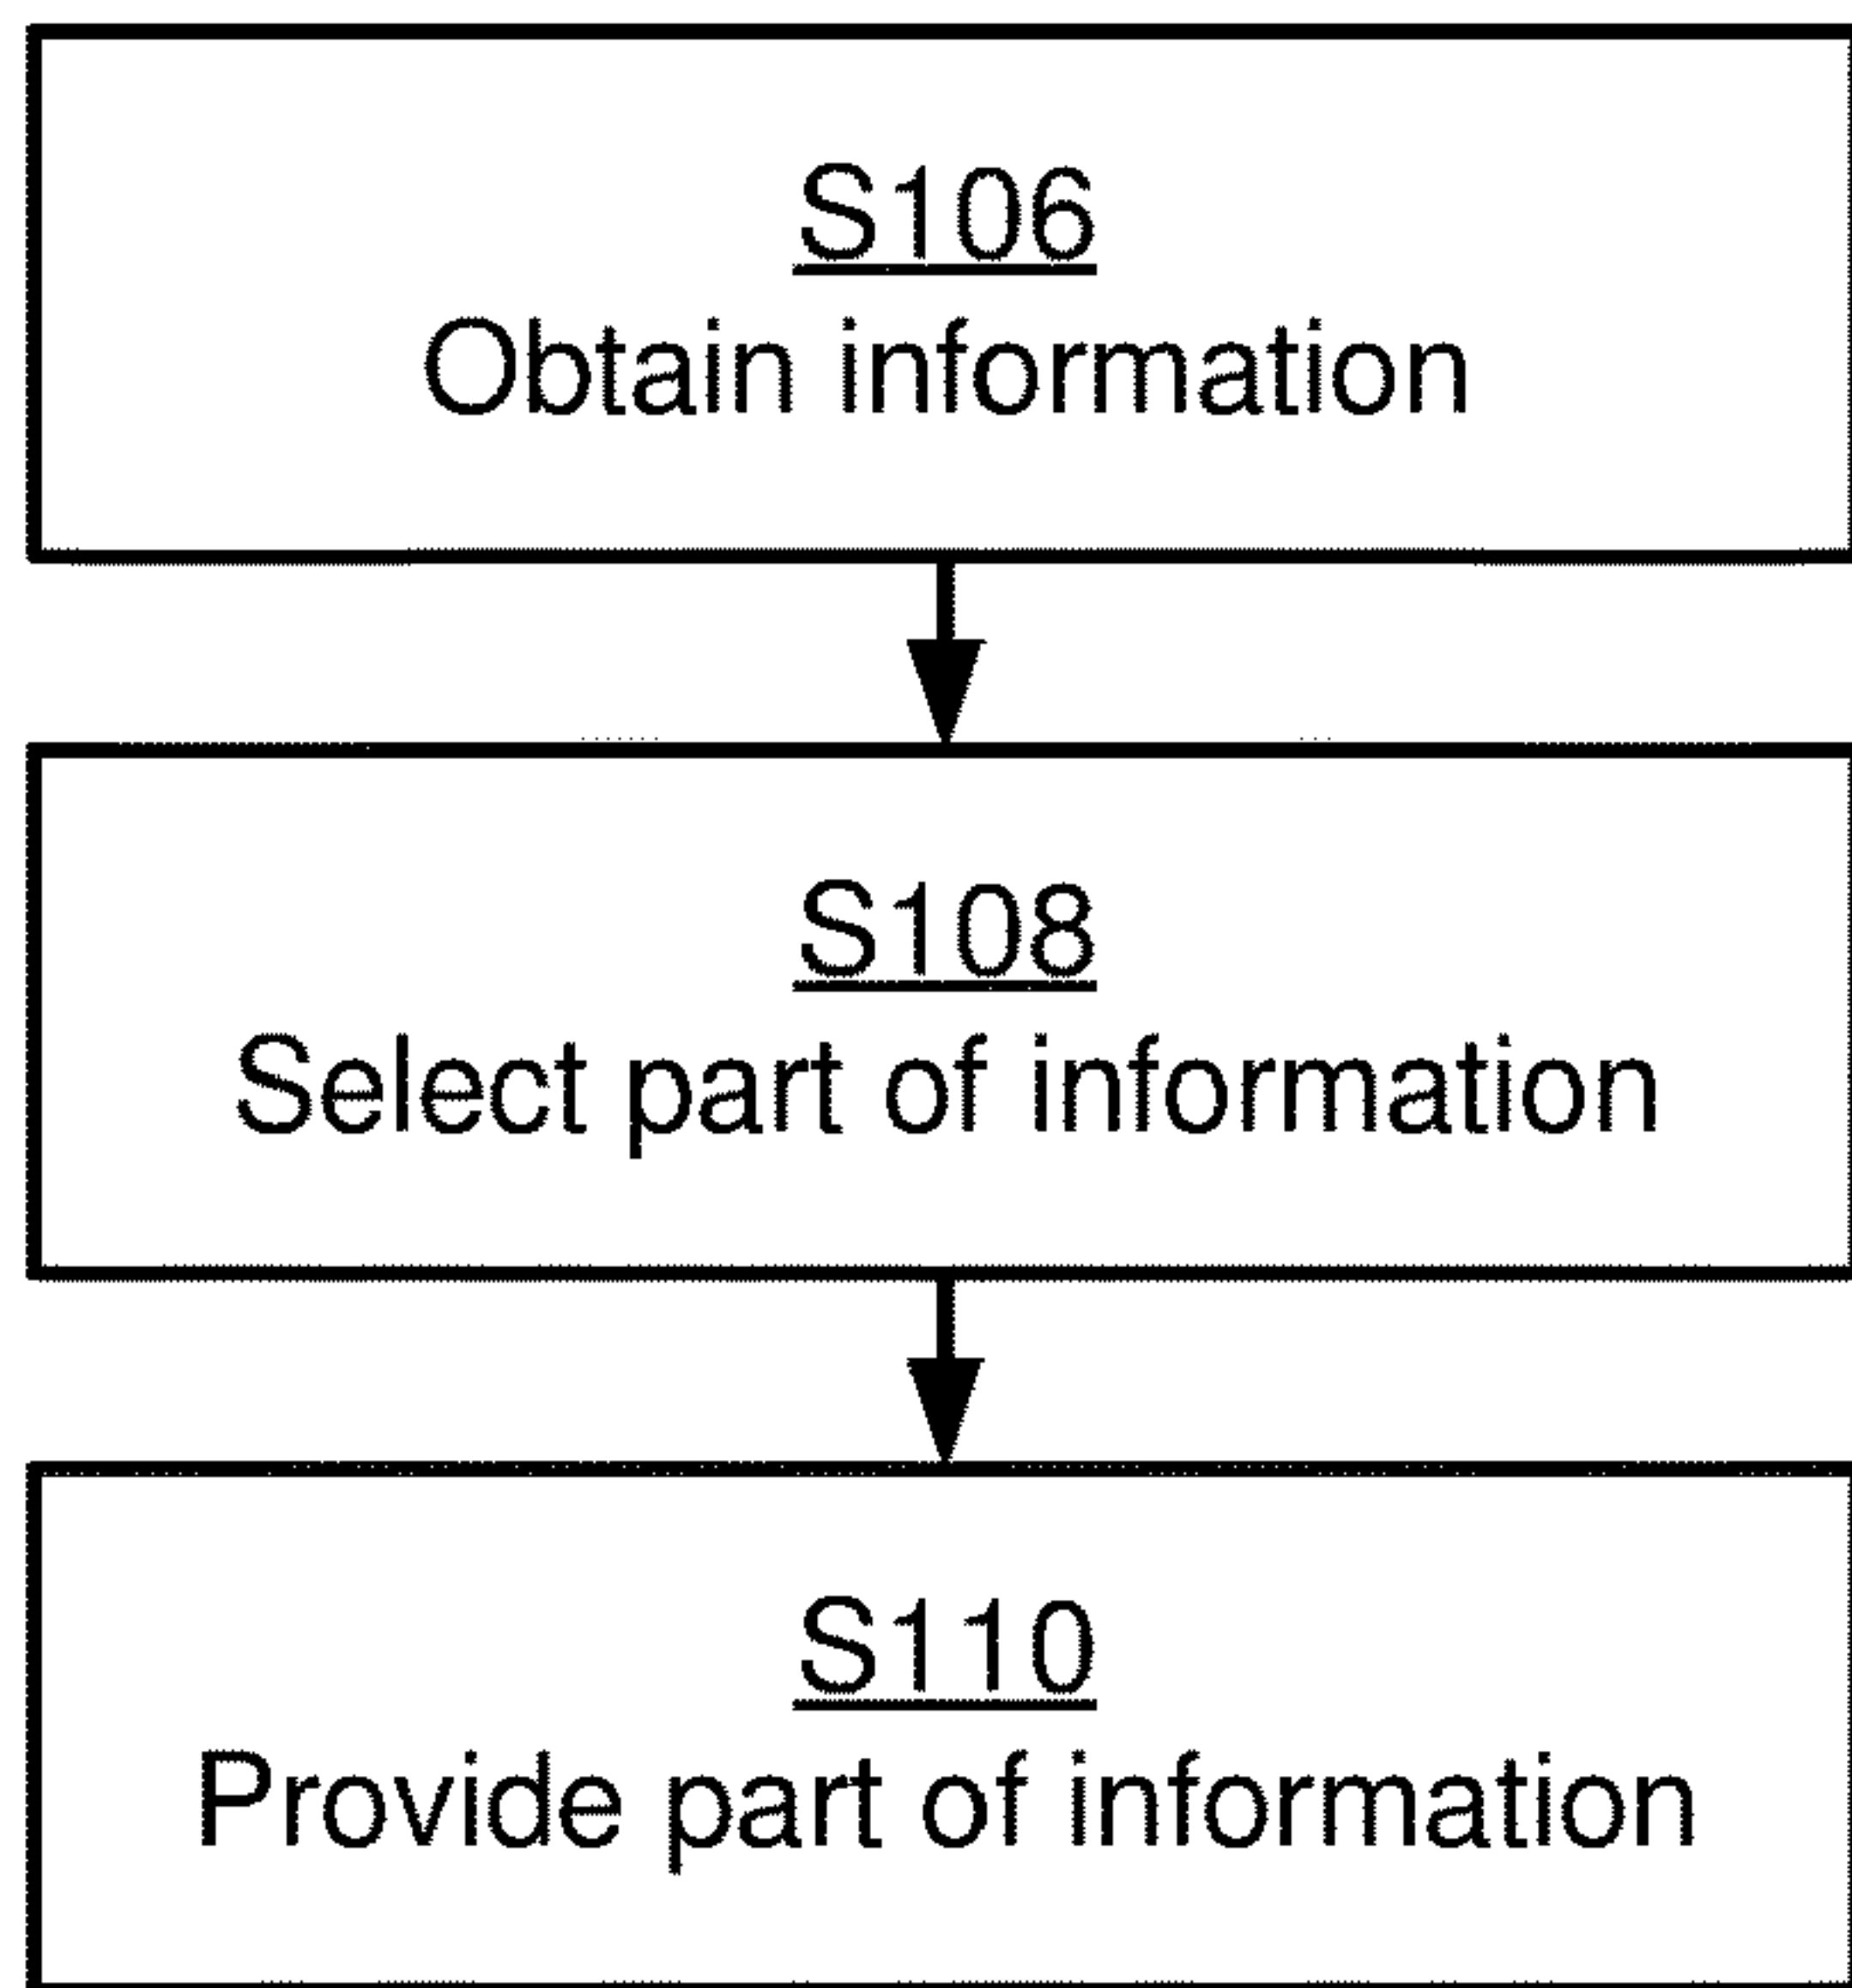 S106
Obtain information
S108
Select part of information
S110
Provide part of information